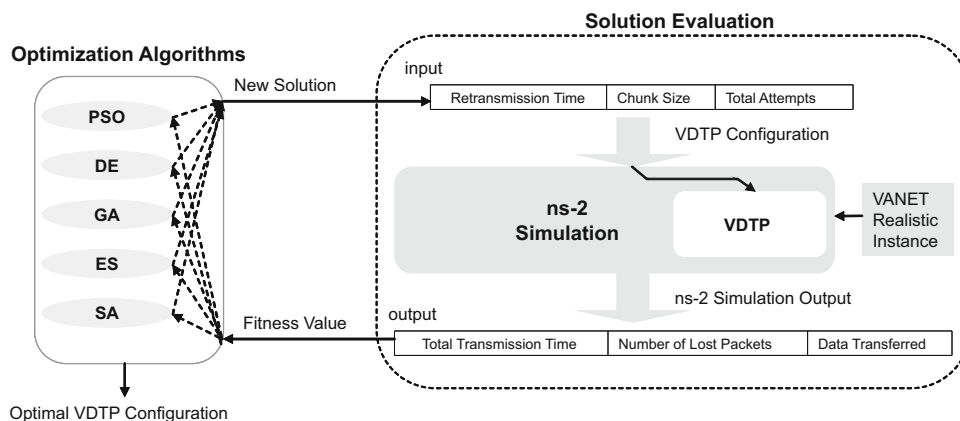 Solution Evaluation
Optimization Algorithms
PSO
DE
GA
ES
SA
New Solution
Fitness Value
Optimal VDTP Configuration
input
Retransmission Time Chunk Size Total Attempts
VDTP Configuration
ns-2
Simulation
VDTP
VANET
Realistic
Instance
ns-2 Simulation Output
output
Total Transmission Time Number of Lost Packets Data Transferred